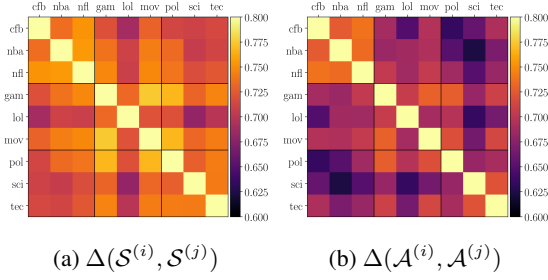 cfb nba nfl gam lol mov pol sci tec
cfb
nba
nfl
gam
lol
mov
pol
sci
tec
0.800
0.775
0.750
0.725
0.700
0.675
0.650
0.625
0.600
(a) Δ(𝒮⁽ⁱ⁾, 𝒮⁽ʲ⁾)
cfb nba nfl gam lol mov pol sci tec
cfb
nba
nfl
gam
lol
mov
pol
sci
tec
0.800
0.775
0.750
0.725
0.700
0.675
0.650
0.625
0.600
(b) Δ(𝒜⁽ⁱ⁾, 𝒜⁽ʲ⁾)